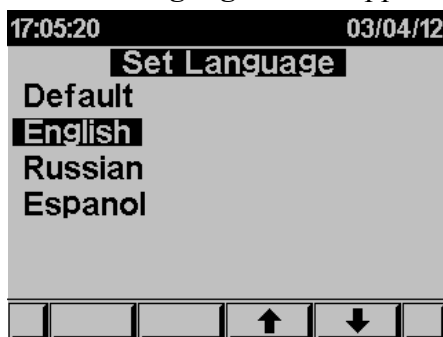 17:05:20 03/04/12
Set Language
Default
English
Russian
Espanol